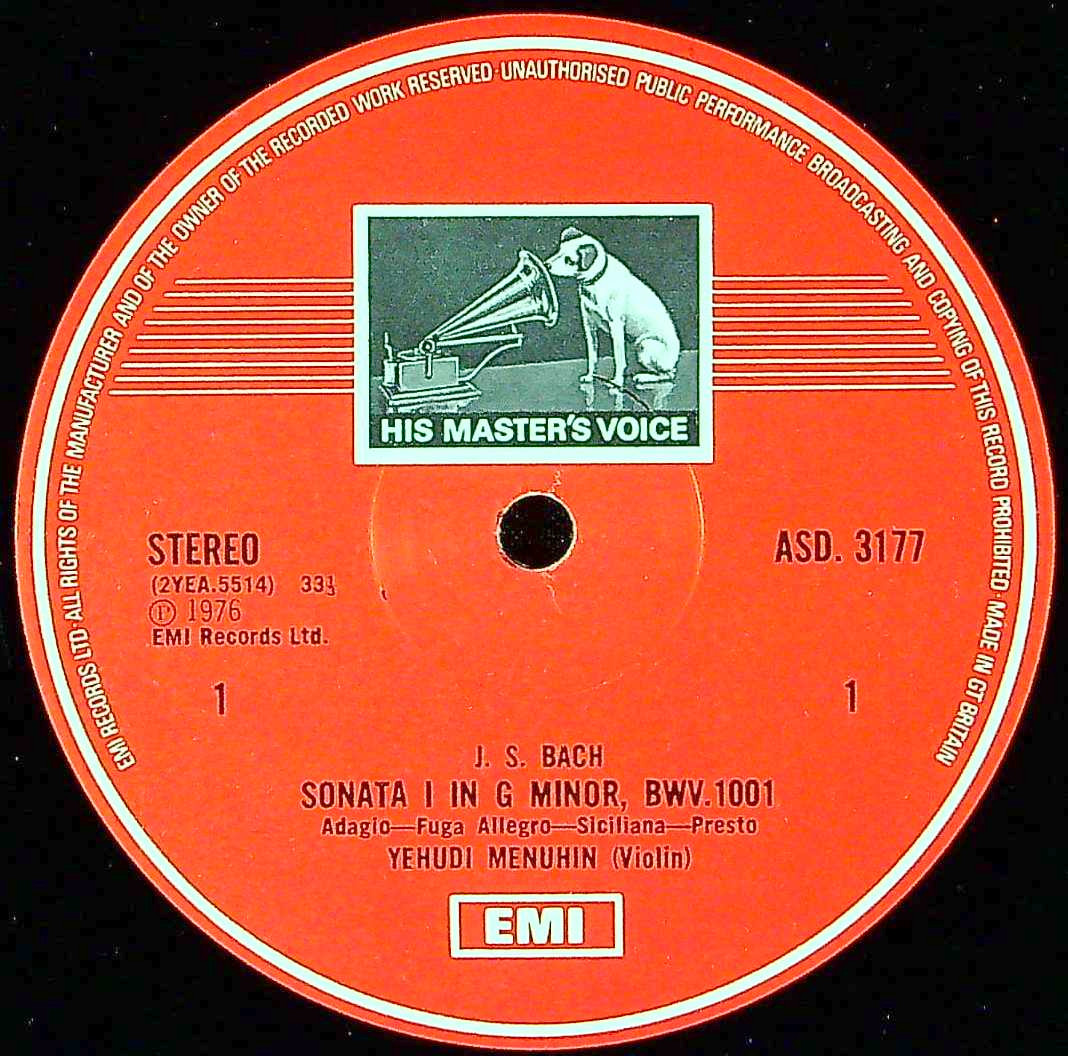 EMI RECORDS LTD·ALL RIGHTS OF THE MANUFACTURER AND OF THE OWNER OF THE RECORDED WORK RESERVED·UNAUTHORISED PUBLIC PERFORMANCE BROADCASTING AND COPYING OF THIS RECORD PROHIBITED·MADE IN GT BRITAIN
HIS MASTER'S VOICE
STEREO
(2YEA.5514) 33⅓
Ⓟ 1976
EMI Records Ltd.
1
ASD. 3177
1
J. S. BACH
SONATA I IN G MINOR, BWV.1001
Adagio—Fuga Allegro—Siciliana—Presto
YEHUDI MENUHIN (Violin)
EMI